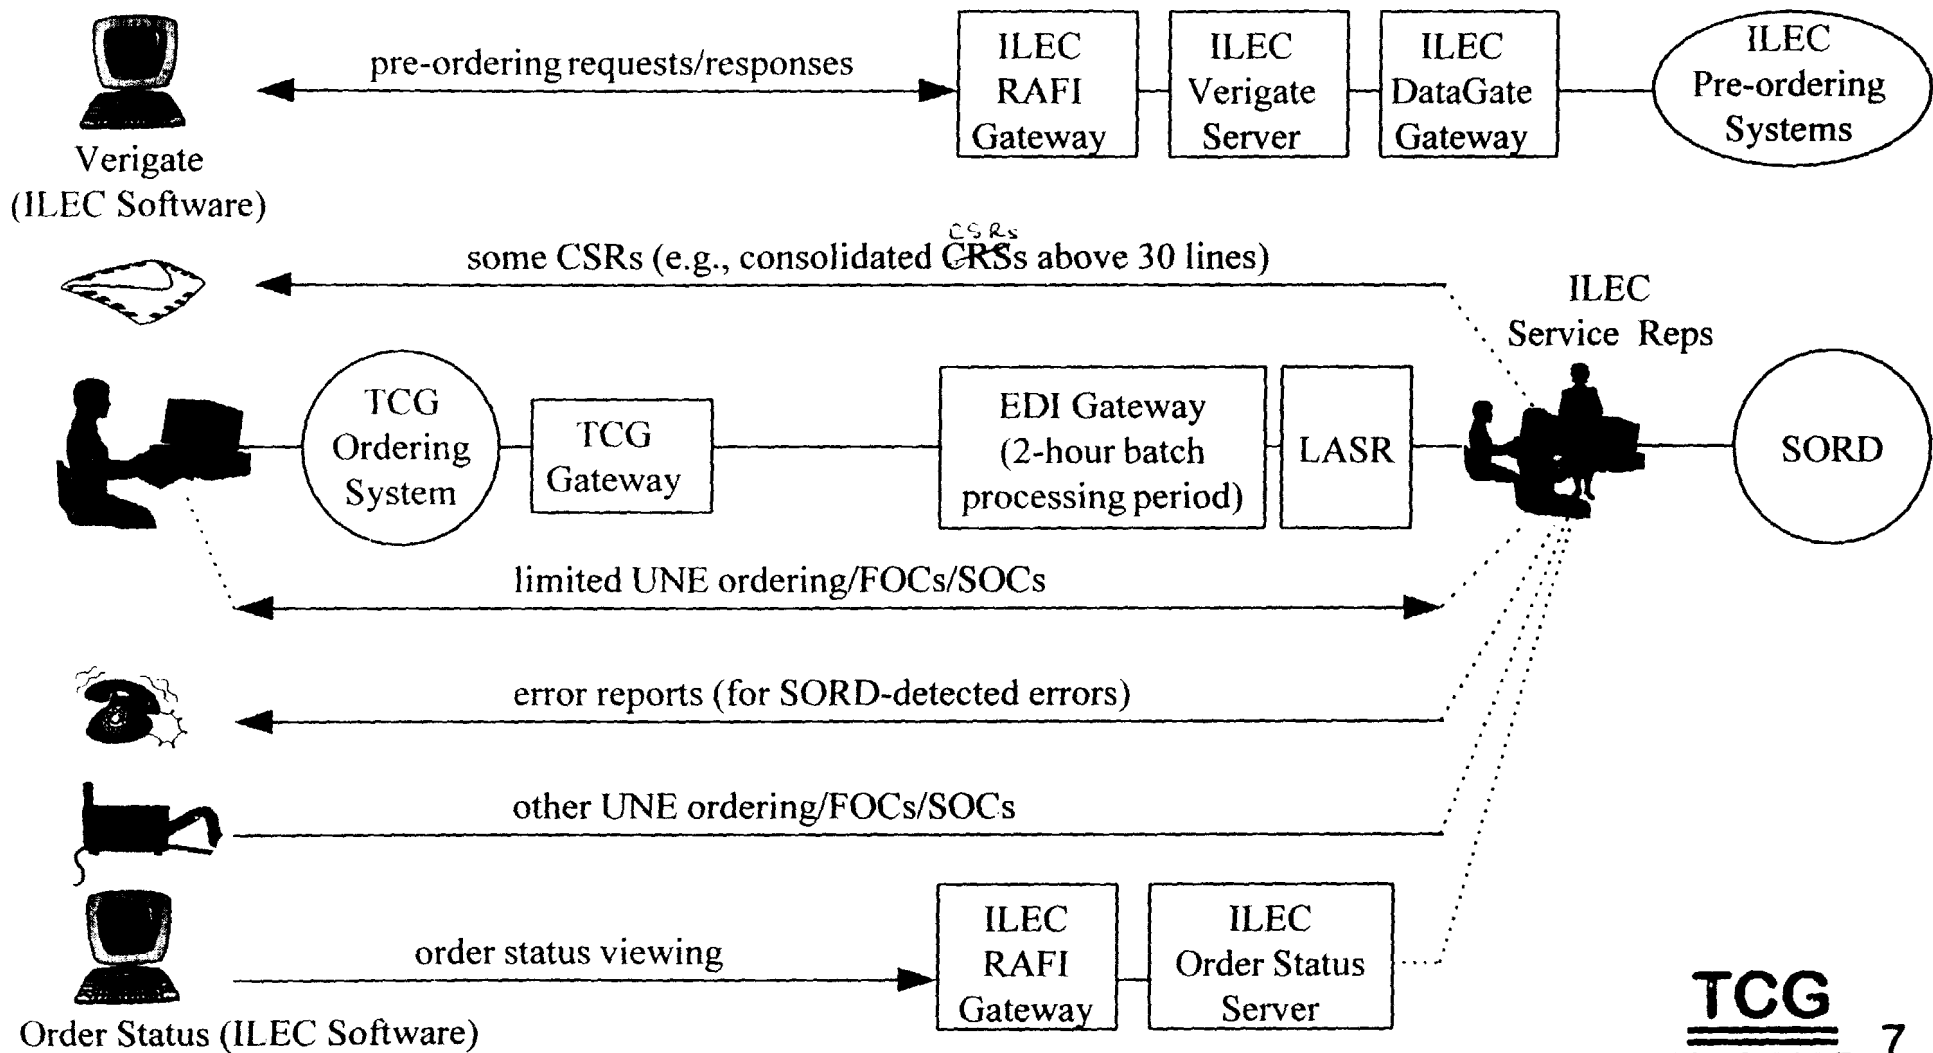 pre-ordering requests/responses
ILEC
RAFI
Gateway
ILEC
Verigate
Server
ILEC
DataGate
Gateway
ILEC
Pre-ordering
Systems
Verigate
(ILEC Software)
CSRs
some CSRs (e.g., consolidated CRSs above 30 lines)
ILEC
Service Reps
TCG
Ordering
System
TCG
Gateway
EDI Gateway
(2-hour batch
processing period)
LASR
SORD
limited UNE ordering/FOCs/SOCs
error reports (for SORD-detected errors)
other UNE ordering/FOCs/SOCs
order status viewing
ILEC
RAFI
Gateway
ILEC
Order Status
Server
Order Status (ILEC Software)
TCG
7